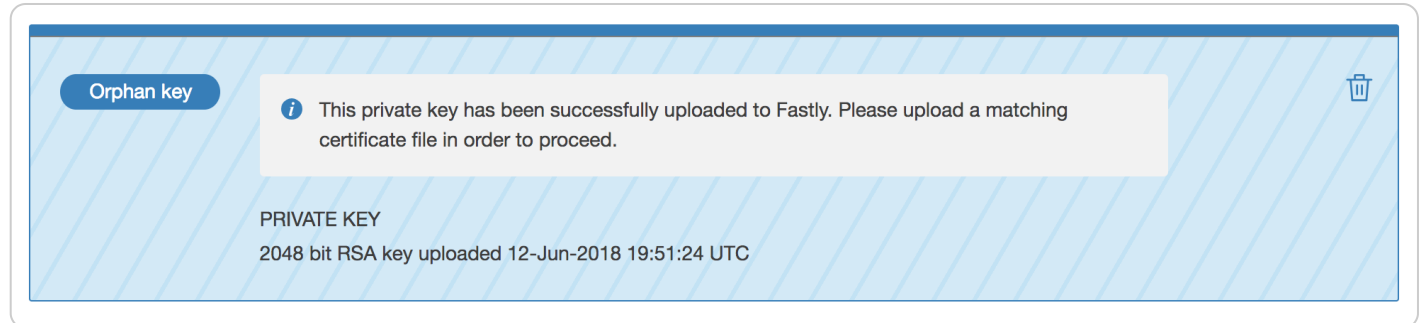 Orphan key
This private key has been successfully uploaded to Fastly. Please upload a matching
certificate file in order to proceed.
PRIVATE KEY
2048 bit RSA key uploaded 12-Jun-2018 19:51:24 UTC